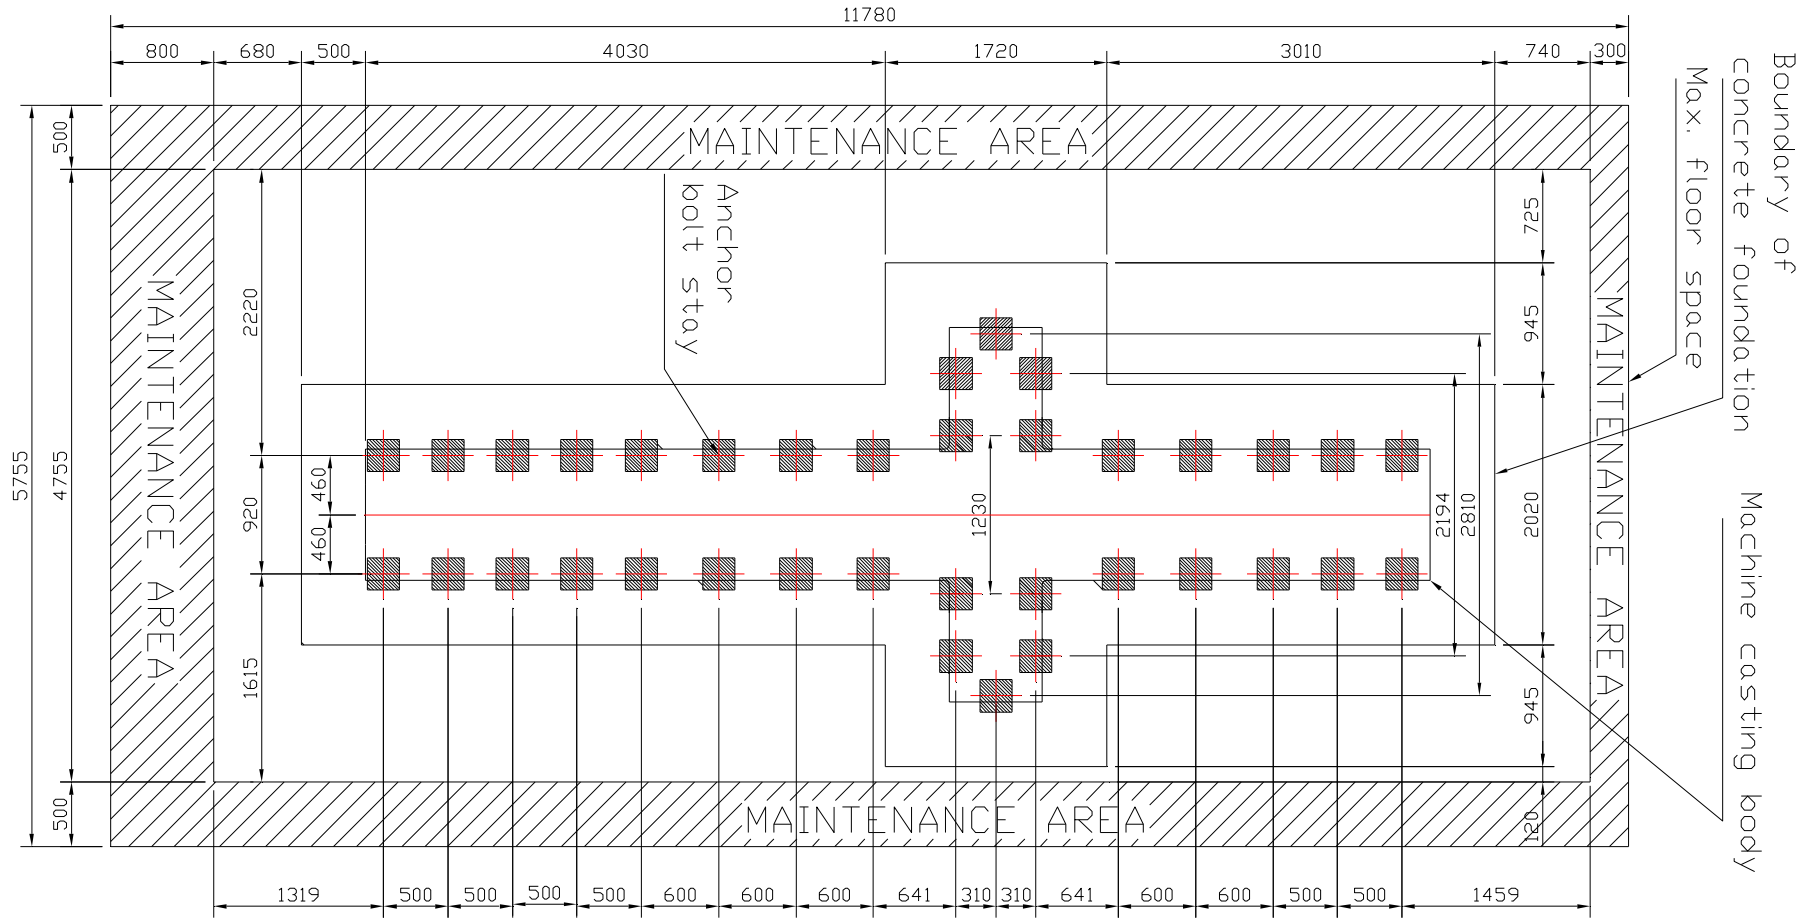 11780
800 680 500 4030 1720 3010 740 300
MAINTENANCE AREA
Boundary of
concrete foundation
Max. floor space
Anchor
bolt stay
MAINTENANCE AREA
MAINTENANCE AREA
Machine casting body
500
4755
5755
500
2220
920
1615
460
460
1230
2194
2810
725
945
2020
945
120
MAINTENANCE AREA
1319 500 500 500 500 600 600 600 641 310 310 641 600 600 500 500 1459